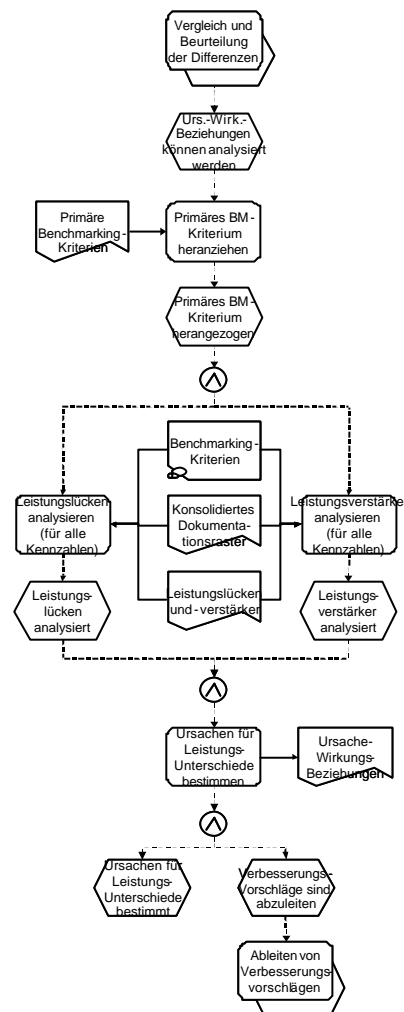 Vergleich und
Beurteilung
der Differenzen
Urs.-Wirk.-
Beziehungen
können analysiert
werden
Primäre
Benchmarking-
Kriterien
Primäres BM-
Kriterium
heranziehen
Primäres BM-
Kriterium
herangezogen
Benchmarking-
Kriterien
Leistungslücken
analysieren
(für alle
Kennzahlen)
Konsolidiertes
Dokumenta-
tionsraster
Leistungsverstärke
analysieren
(für alle
Kennzahlen)
Leistungs-
lücken
analysiert
Leistungslücken
und -verstärker
Leistungs-
verstärker
analysiert
Ursachen für
Leistungs-
Unterschiede
bestimmen
Ursache-
Wirkungs-
Beziehungen
Ursachen für
Leistungs-
Unterschiede
bestimmt
Verbesserungs-
Vorschläge sind
abzuleiten
Ableiten von
Verbesserungs-
vorschlägen